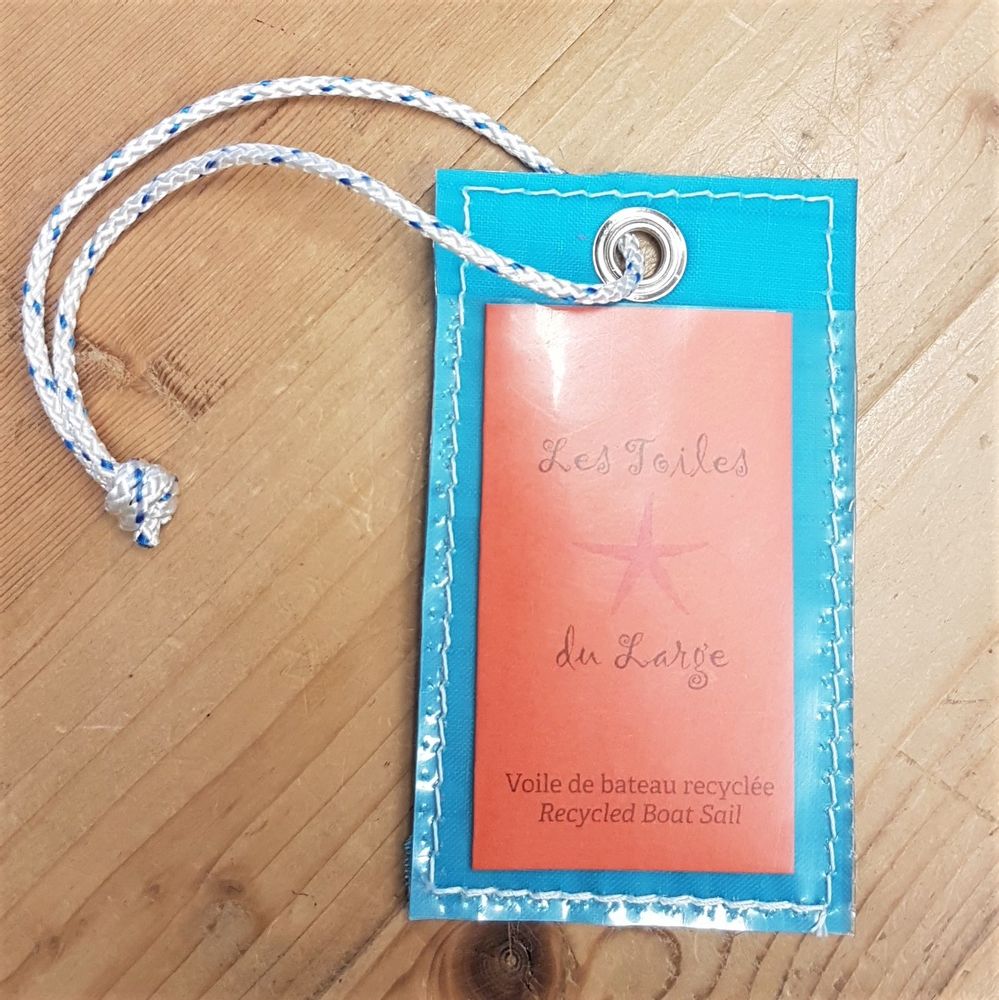 Les Toiles
du Large
Voile de bateau recyclée
Recycled Boat Sail